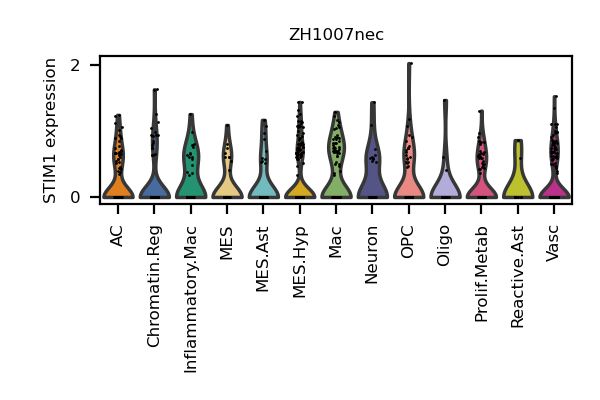 ZH1007nec
STIM1 expression
2
0
AC
Chromatin.Reg
Inflammatory.Mac
MES
MES.Ast
MES.Hyp
Mac
Neuron
OPC
Oligo
Prolif.Metab
Reactive.Ast
Vasc